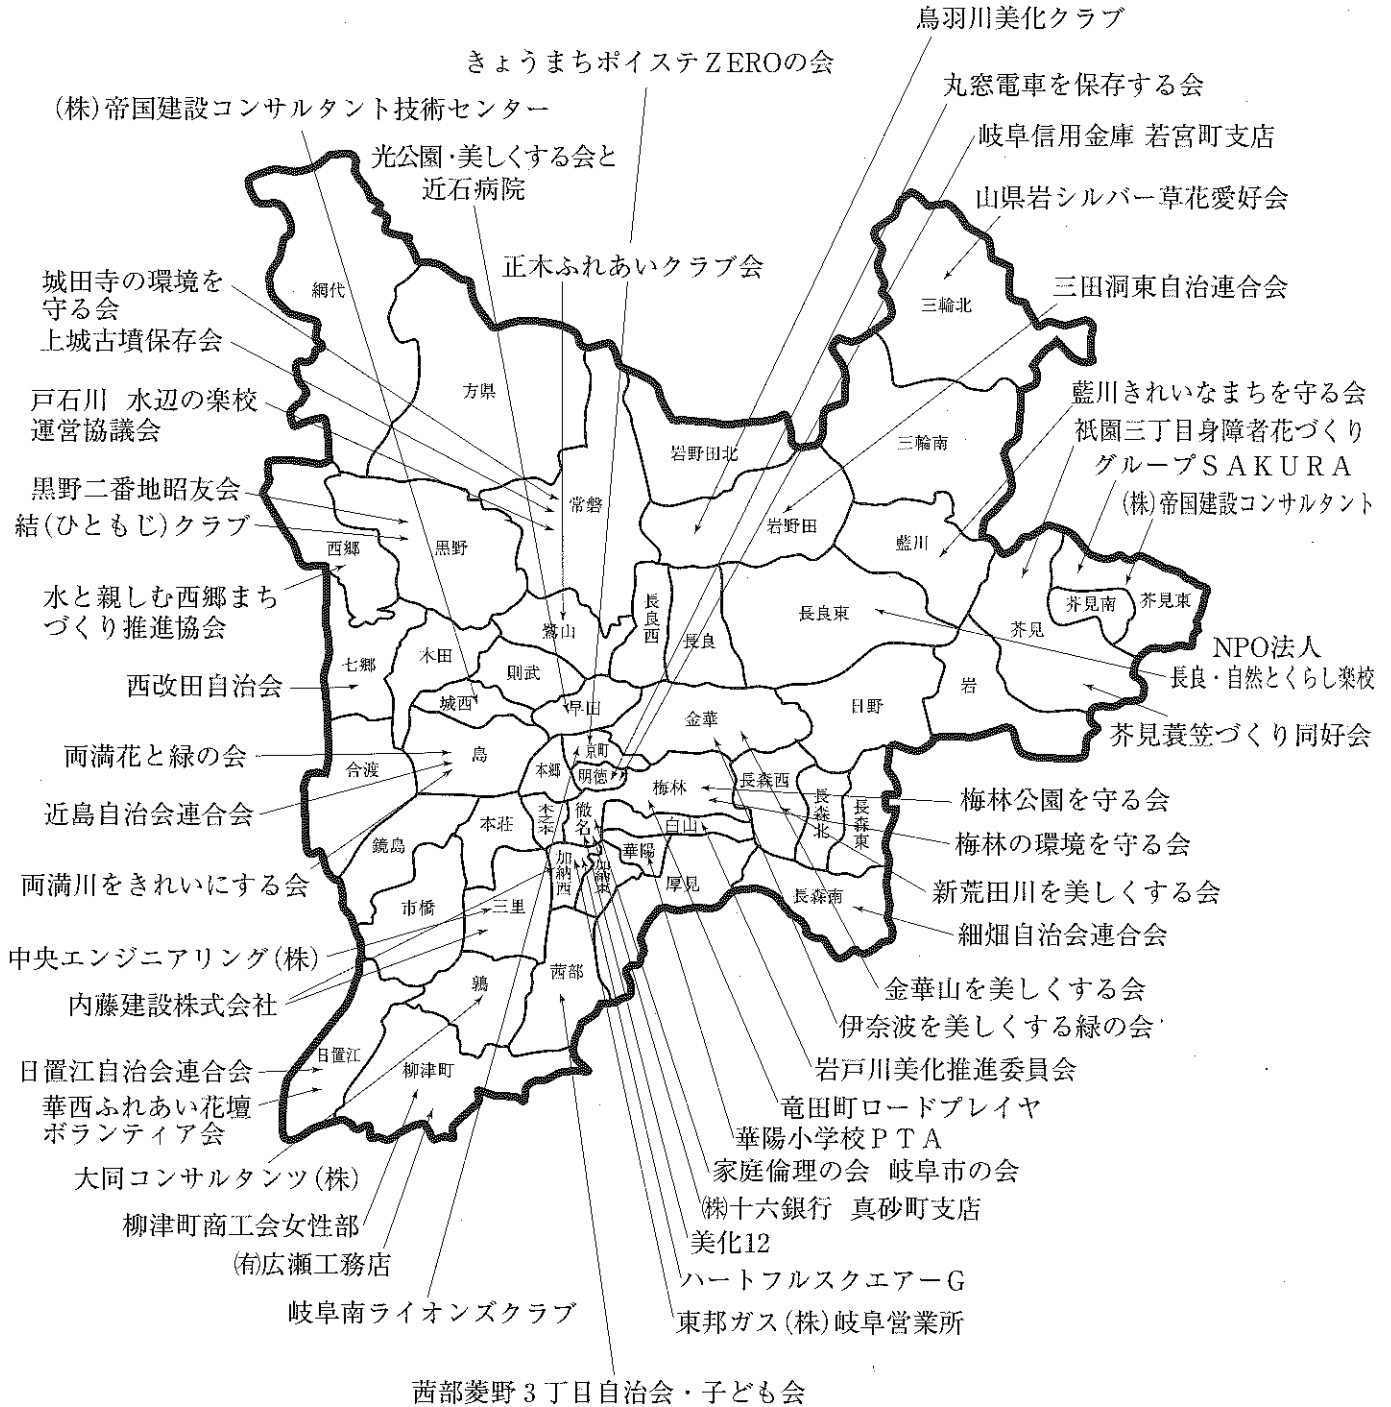 鳥羽川美化クラブ
きょうまちポイステZEROの会
丸窓電車を保存する会
(株)帝国建設コンサルタント技術センター
岐阜信用金庫 若宮町支店
光公園・美しくする会と
近石病院
山県岩シルバー草花愛好会
正木ふれあいクラブ会
城田寺の環境を
守る会
三田洞東自治連合会
上城古墳保存会
戸石川 水辺の楽校
運営協議会
藍川きれいなまちを守る会
祇園三丁目身障者花づくり
グループSAKURA
(株)帝国建設コンサルタント
黒野二番地昭友会
結(ひともじ)クラブ
水と親しむ西郷まち
づくり推進協会
NPO法人
長良・自然とくらし楽校
西改田自治会
芥見蓑笠づくり同好会
両満花と緑の会
近島自治会連合会
梅林公園を守る会
梅林の環境を守る会
両満川をきれいにする会
新荒田川を美しくする会
細畑自治会連合会
中央エンジニアリング(株)
内藤建設株式会社
金華山を美しくする会
伊奈波を美しくする緑の会
日置江自治会連合会
岩戸川美化推進委員会
華西ふれあい花壇
ボランティア会
竜田町ロードプレイヤ
華陽小学校PTA
大同コンサルタンツ(株)
家庭倫理の会 岐阜市の会
㈱十六銀行 真砂町支店
柳津町商工会女性部
美化12
㈲広瀬工務店
ハートフルスクエアーG
岐阜南ライオンズクラブ
東邦ガス(株)岐阜営業所
茜部菱野3丁目自治会・子ども会
網代
三輪北
方県
三輪南
岩野田北
常磐
岩野田
藍川
西郷
黒野
長良西
長良
長良東
芥見
芥見南
芥見東
鷺山
木田
則武
七郷
城西
早田
金華
日野
岩
島
京町
本郷
明徳
合渡
梅林
長森西
長森北
長森東
本荘
木之本
徹明
白山
鏡島
華陽
加納西
加納東
厚見
長森南
市橋
三里
茜部
鶉
日置江
柳津町